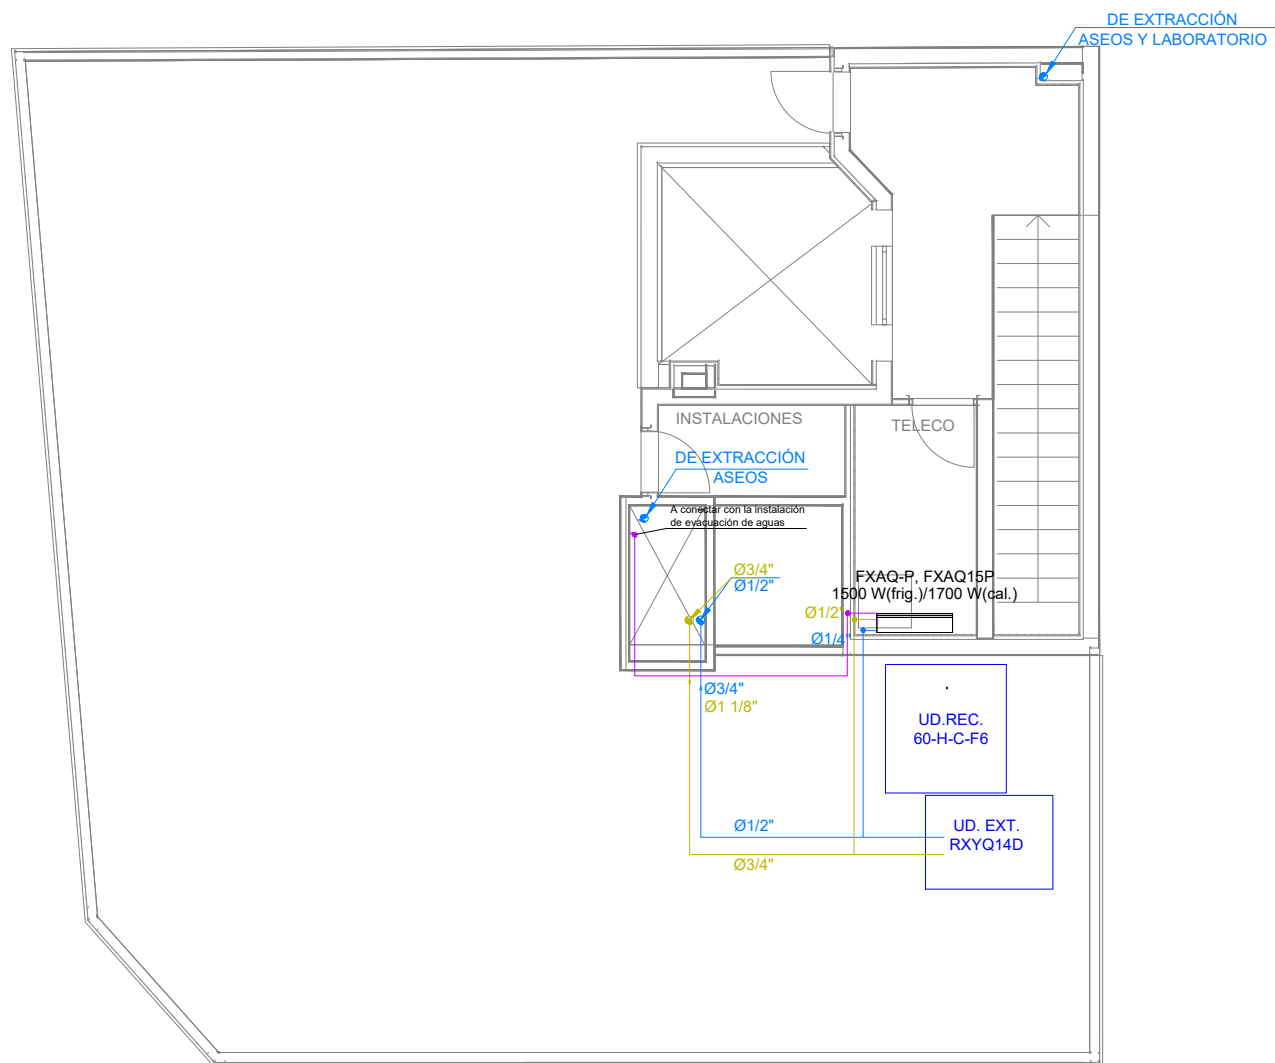 DE EXTRACCIÓN
ASEOS Y LABORATORIO
INSTALACIONES
TELECO
DE EXTRACCIÓN
ASEOS
A conectar con la instalación
de evacuación de aguas
Ø3/4"
Ø1/2"
FXAQ-P, FXAQ15P
1500 W(frig.)/1700 W(cal.)
Ø1/2"
Ø1/4"
Ø3/4"
Ø1 1/8"
UD.REC.
60-H-C-F6
Ø1/2"
UD. EXT.
RXYQ14D
Ø3/4"